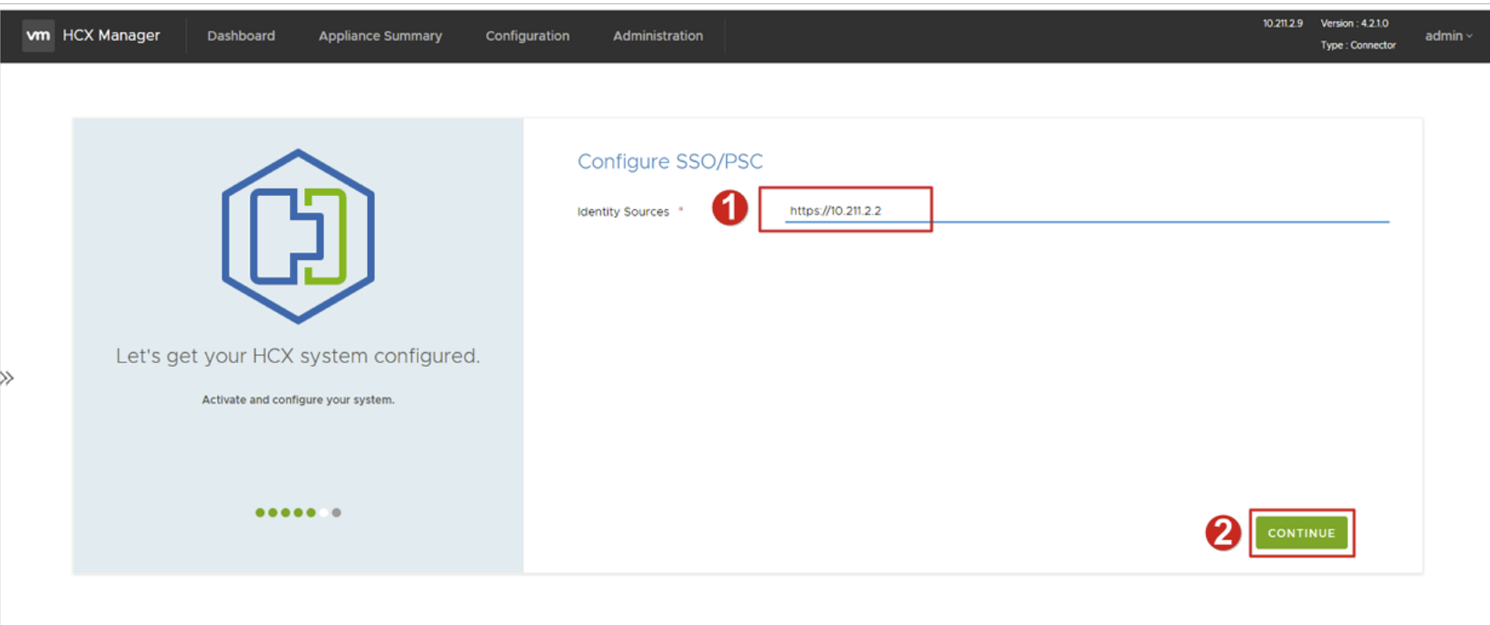 vm HCX Manager Dashboard Appliance Summary Configuration Administration 10.211.2.9 Version : 4.2.1.0 admin
Type : Connector
Configure SSO/PSC
Identity Sources * 1 https://10.211.2.2
Let's get your HCX system configured.
Activate and configure your system.
2 CONTINUE